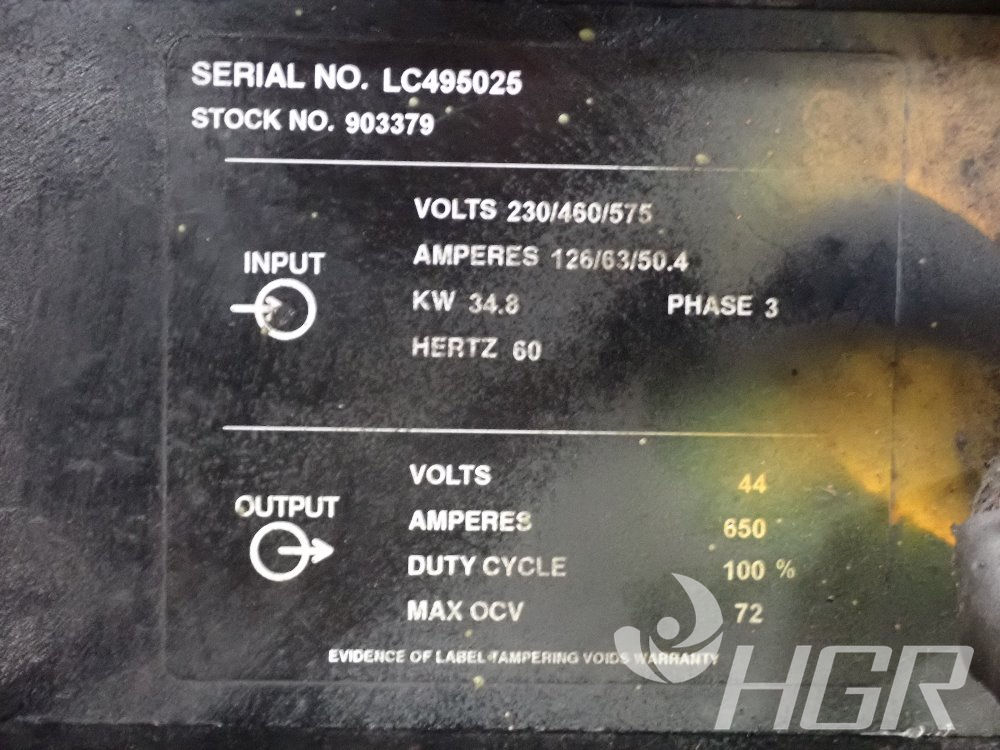 SERIAL NO. LC495025
STOCK NO. 903379
INPUT
VOLTS 230/460/575
AMPERES 126/63/50.4
KW 34.8 PHASE 3
HERTZ 60
OUTPUT
VOLTS 44
AMPERES 650
DUTY CYCLE 100 %
MAX OCV 72
EVIDENCE OF LABEL TAMPERING VOIDS WARRANTY
HGR